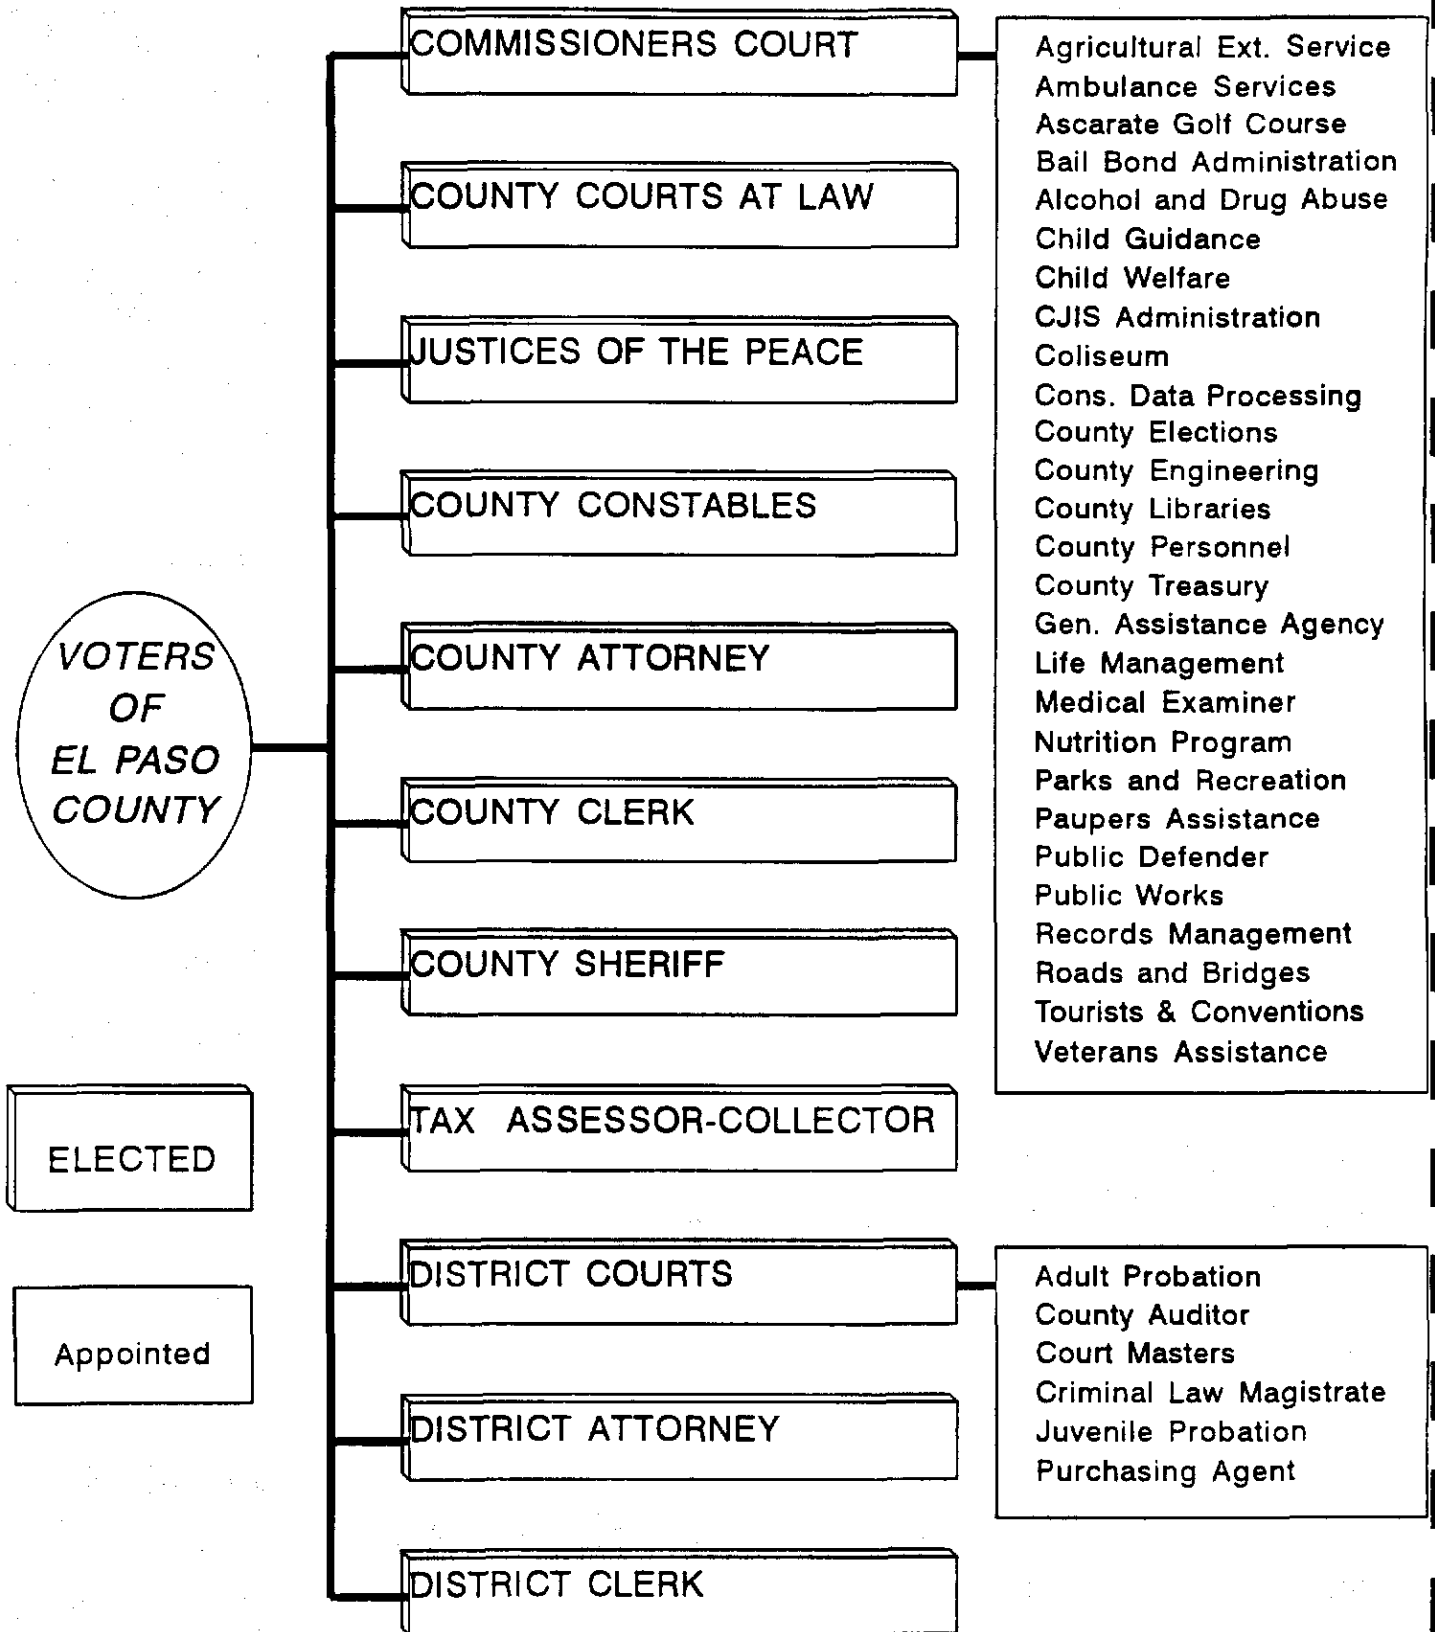 COMMISSIONERS COURT
COUNTY COURTS AT LAW
JUSTICES OF THE PEACE
COUNTY CONSTABLES
COUNTY ATTORNEY
COUNTY CLERK
COUNTY SHERIFF
TAX ASSESSOR-COLLECTOR
DISTRICT COURTS
DISTRICT ATTORNEY
DISTRICT CLERK
VOTERS
OF
EL PASO
COUNTY
ELECTED
Appointed
Agricultural Ext. Service
Ambulance Services
Ascarate Golf Course
Bail Bond Administration
Alcohol and Drug Abuse
Child Guidance
Child Welfare
CJIS Administration
Coliseum
Cons. Data Processing
County Elections
County Engineering
County Libraries
County Personnel
County Treasury
Gen. Assistance Agency
Life Management
Medical Examiner
Nutrition Program
Parks and Recreation
Paupers Assistance
Public Defender
Public Works
Records Management
Roads and Bridges
Tourists & Conventions
Veterans Assistance
Adult Probation
County Auditor
Court Masters
Criminal Law Magistrate
Juvenile Probation
Purchasing Agent